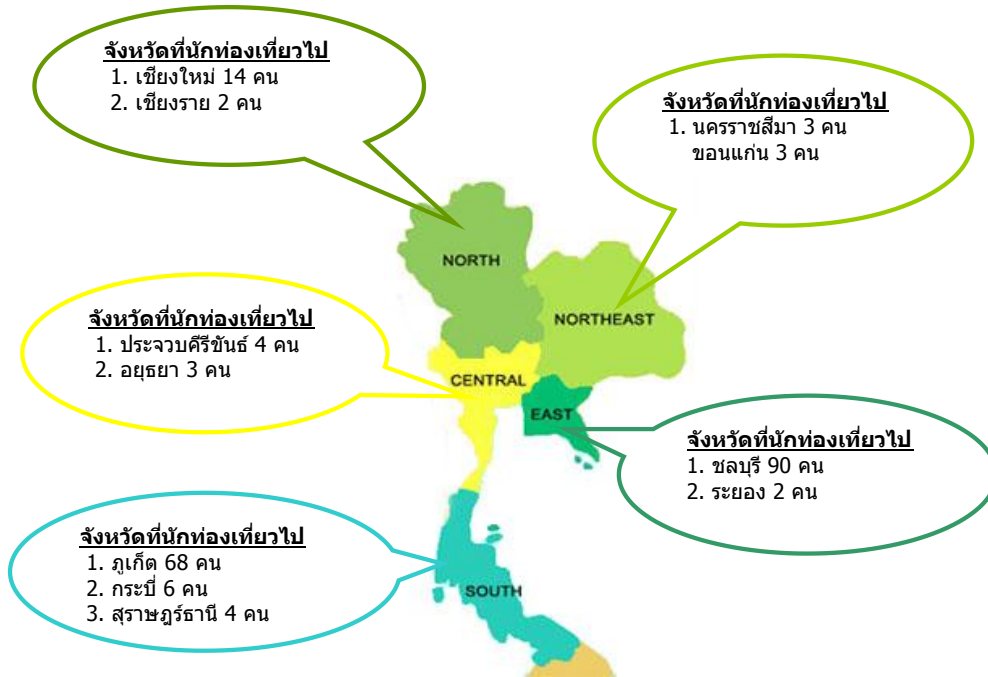 จังหวัดที่นักท่องเที่ยวไป
1. เชียงใหม่ 14 คน
2. เชียงราย 2 คน
จังหวัดที่นักท่องเที่ยวไป
1. นครราชสีมา 3 คน
ขอนแก่น 3 คน
NORTH
NORTHEAST
จังหวัดที่นักท่องเที่ยวไป
1. ประจวบคีรีขันธ์ 4 คน
2. อยุธยา 3 คน
CENTRAL
EAST
จังหวัดที่นักท่องเที่ยวไป
1. ชลบุรี 90 คน
2. ระยอง 2 คน
จังหวัดที่นักท่องเที่ยวไป
1. ภูเก็ต 68 คน
2. กระบี่ 6 คน
3. สุราษฎร์ธานี 4 คน
SOUTH